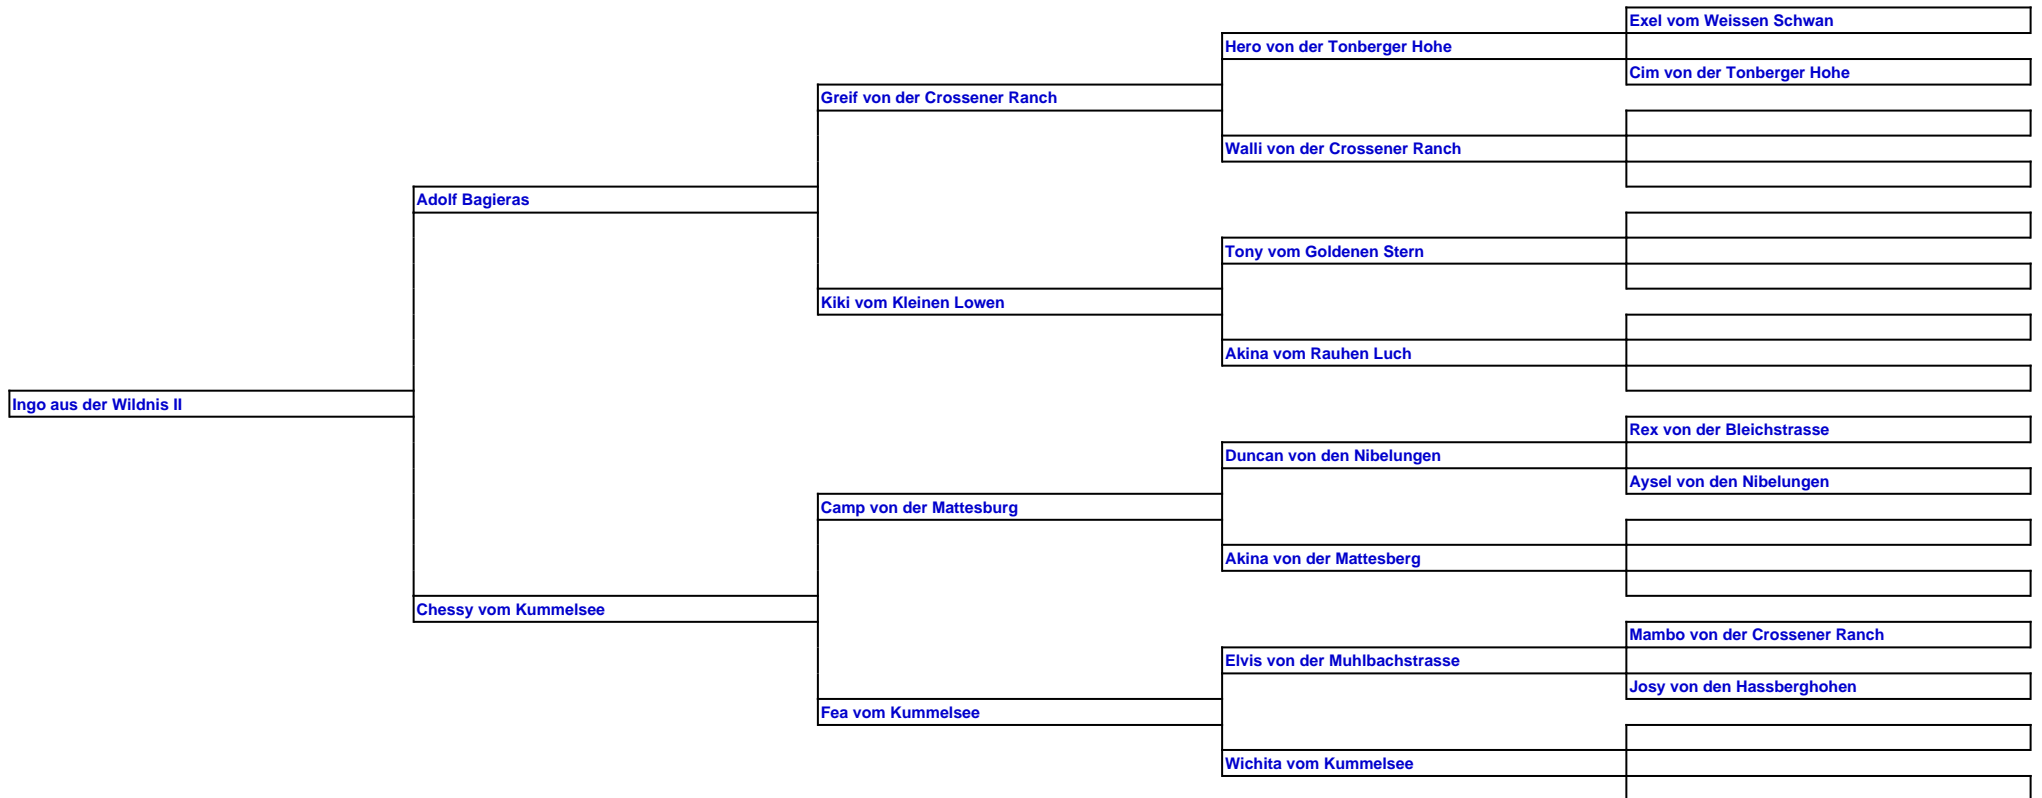 Exel vom Weissen Schwan
Hero von der Tonberger Hohe
Cim von der Tonberger Hohe
Greif von der Crossener Ranch
Walli von der Crossener Ranch
Adolf Bagieras
Tony vom Goldenen Stern
Kiki vom Kleinen Lowen
Akina vom Rauhen Luch
Ingo aus der Wildnis II
Rex von der Bleichstrasse
Duncan von den Nibelungen
Aysel von den Nibelungen
Camp von der Mattesburg
Akina von der Mattesberg
Chessy vom Kummelsee
Mambo von der Crossener Ranch
Elvis von der Muhlbachstrasse
Josy von den Hassberghohen
Fea vom Kummelsee
Wichita vom Kummelsee